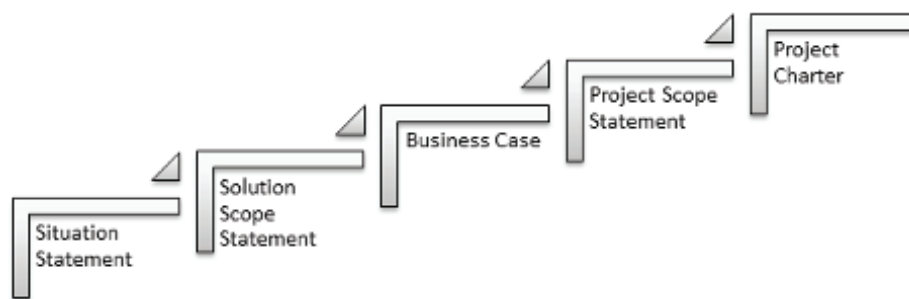 Situation
Statement
Solution
Scope
Statement
Business Case
Project Scope
Statement
Project
Charter